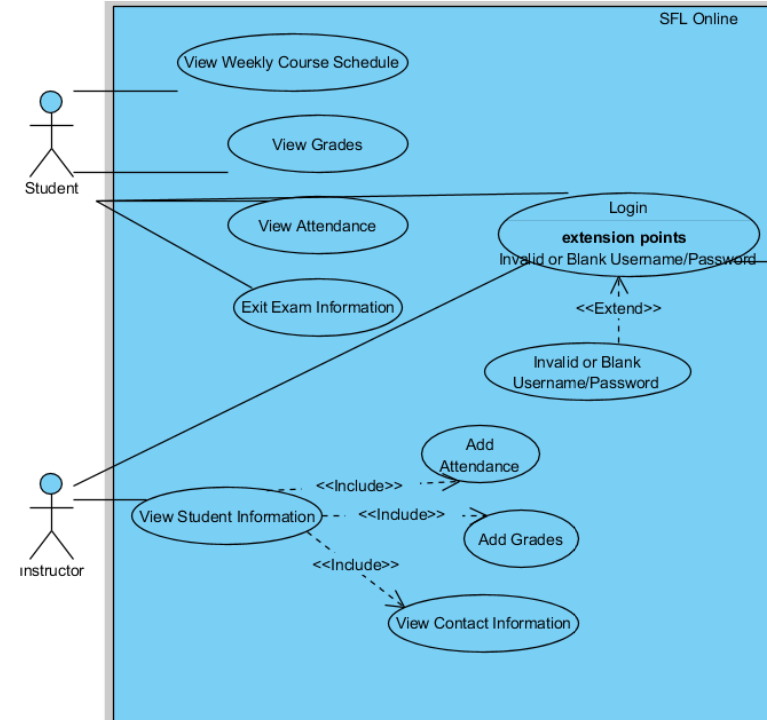 SFL Online
View Weekly Course Schedule
View Grades
Student
Login
View Attendance
extension points
Invalid or Blank Username/Password
Exit Exam Information
<<Extend>>
Invalid or Blank
Username/Password
Add
Attendance
<<Include>>
View Student Information
<<Include>>
Add Grades
<<Include>>
Instructor
View Contact Information